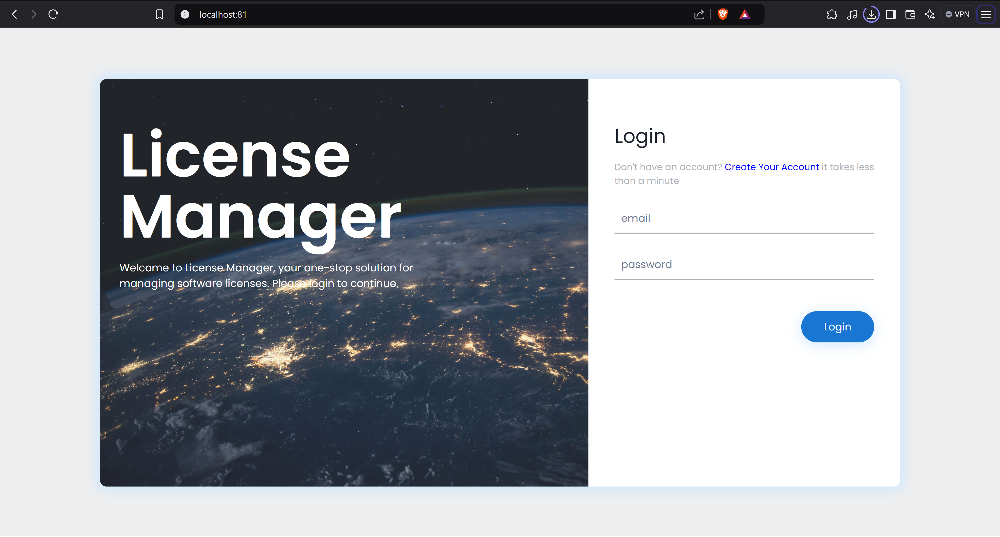 localhost:81
VPN
License
Manager
Welcome to License Manager, your one-stop solution for
managing software licenses. Please login to continue.
Login
Don't have an account? Create Your Account it takes less
than a minute
email
password
Login